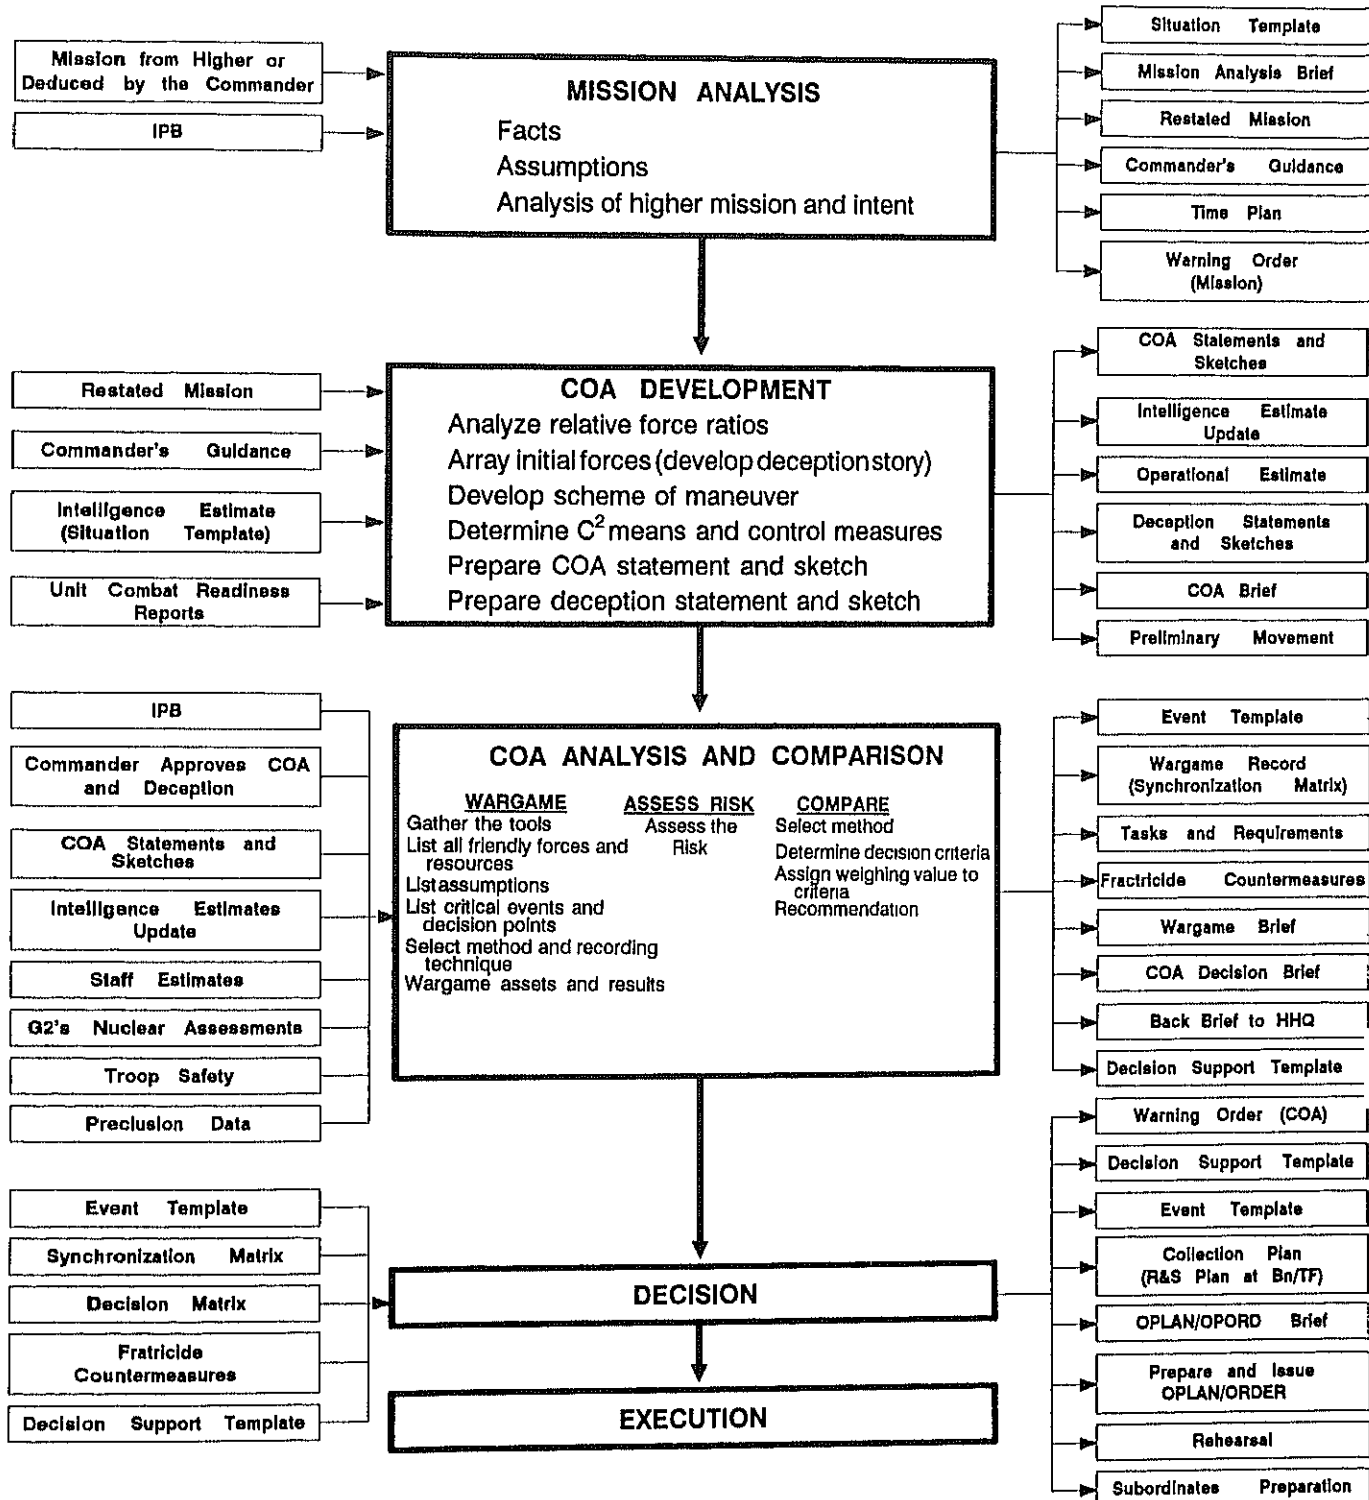 Mission from Higher or
Deduced by the Commander
IPB
MISSION ANALYSIS
Facts
Assumptions
Analysis of higher mission and intent
Situation Template
Mission Analysis Brief
Restated Mission
Commander's Guidance
Time Plan
Warning Order
(Mission)
Restated Mission
Commander's Guidance
Intelligence Estimate
(Situation Template)
Unit Combat Readiness
Reports
COA DEVELOPMENT
Analyze relative force ratios
Array initial forces (develop deception story)
Develop scheme of maneuver
Determine C² means and control measures
Prepare COA statement and sketch
Prepare deception statement and sketch
COA Statements and
Sketches
Intelligence Estimate
Update
Operational Estimate
Deception Statements
and Sketches
COA Brief
Preliminary Movement
IPB
Commander Approves COA
and Deception
COA Statements and
Sketches
Intelligence Estimates
Update
Staff Estimates
G2's Nuclear Assessments
Troop Safety
Preclusion Data
COA ANALYSIS AND COMPARISON
WARGAME
Gather the tools
List all friendly forces and
resources
List assumptions
List critical events and
decision points
Select method and recording
technique
Wargame assets and results
ASSESS RISK
Assess the
Risk
COMPARE
Select method
Determine decision criteria
Assign weighing value to
criteria
Recommendation
Event Template
Wargame Record
(Synchronization Matrix)
Tasks and Requirements
Fractricide Countermeasures
Wargame Brief
COA Decision Brief
Back Brief to HHQ
Decision Support Template
Event Template
Synchronization Matrix
Decision Matrix
Fratricide
Countermeasures
Decision Support Template
DECISION
EXECUTION
Warning Order (COA)
Decision Support Template
Event Template
Collection Plan
(R&S Plan at Bn/TF)
OPLAN/OPORD Brief
Prepare and Issue
OPLAN/ORDER
Rehearsal
Subordinates Preparation